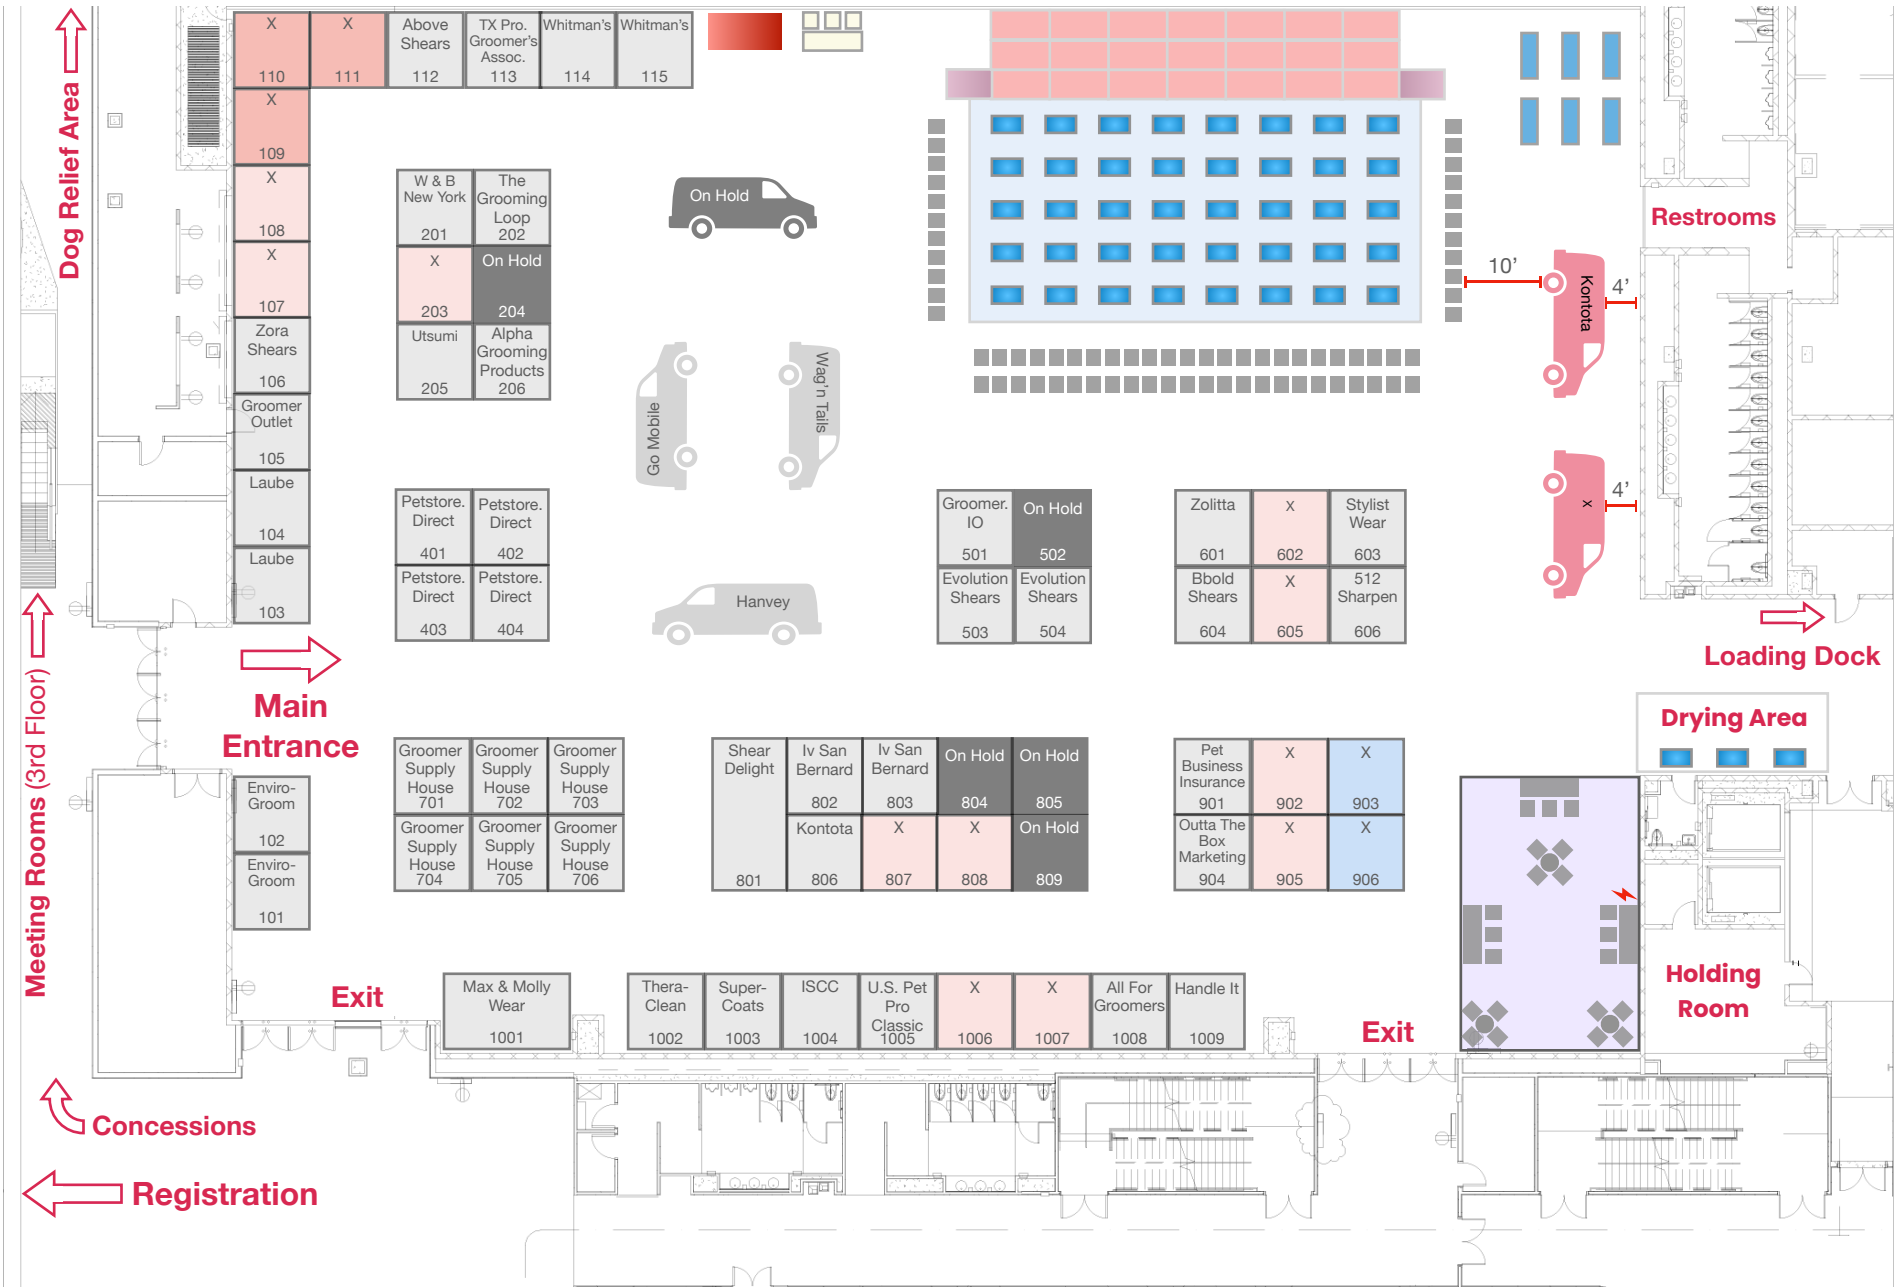 X
110
X
111
Above
Shears
112
TX Pro.
Groomer's
Assoc.
113
Whitman's
114
Whitman's
115
Dog Relief Area
X
109
X
108
X
107
Zora
Shears
106
Groomer
Outlet
105
Laube
104
Laube
103
W & B
New York
201
The
Grooming
Loop
202
X
203
On Hold
204
Utsumi
205
Alpha
Grooming
Products
206
On Hold
Go Mobile
Wag'n Tails
Hanvey
Restrooms
10'
Kontota
4'
X
4'
Petstore.
Direct
401
Petstore.
Direct
402
Petstore.
Direct
403
Petstore.
Direct
404
Groomer.
IO
501
On Hold
502
Evolution
Shears
503
Evolution
Shears
504
Zolitta
601
X
602
Stylist
Wear
603
Bbold
Shears
604
X
605
512
Sharpen
606
Loading Dock
Main
Entrance
Meeting Rooms (3rd Floor)
Drying Area
Enviro-
Groom
102
Enviro-
Groom
101
Groomer
Supply
House
701
Groomer
Supply
House
702
Groomer
Supply
House
703
Groomer
Supply
House
704
Groomer
Supply
House
705
Groomer
Supply
House
706
Shear
Delight
801
Iv San
Bernard
802
Iv San
Bernard
803
On Hold
804
On Hold
805
Kontota
806
X
807
X
808
On Hold
809
Pet
Business
Insurance
901
X
902
X
903
Outta The
Box
Marketing
904
X
905
X
906
Holding
Room
Exit
Max & Molly
Wear
1001
Thera-
Clean
1002
Super-
Coats
1003
ISCC
1004
U.S. Pet
Pro
Classic
1005
X
1006
X
1007
All For
Groomers
1008
Handle It
1009
Exit
Concessions
Registration